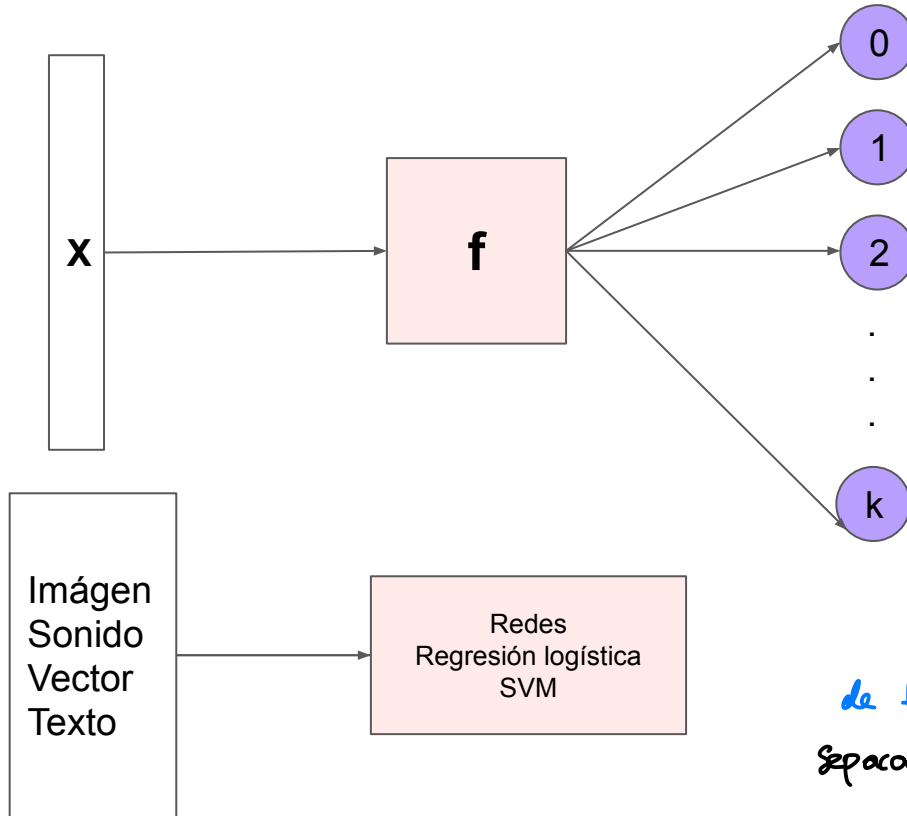 0
1
X
f
2
.
.
.
k
Imágen
Sonido
Vector
Texto
Redes
Regresión logística
SVM
de